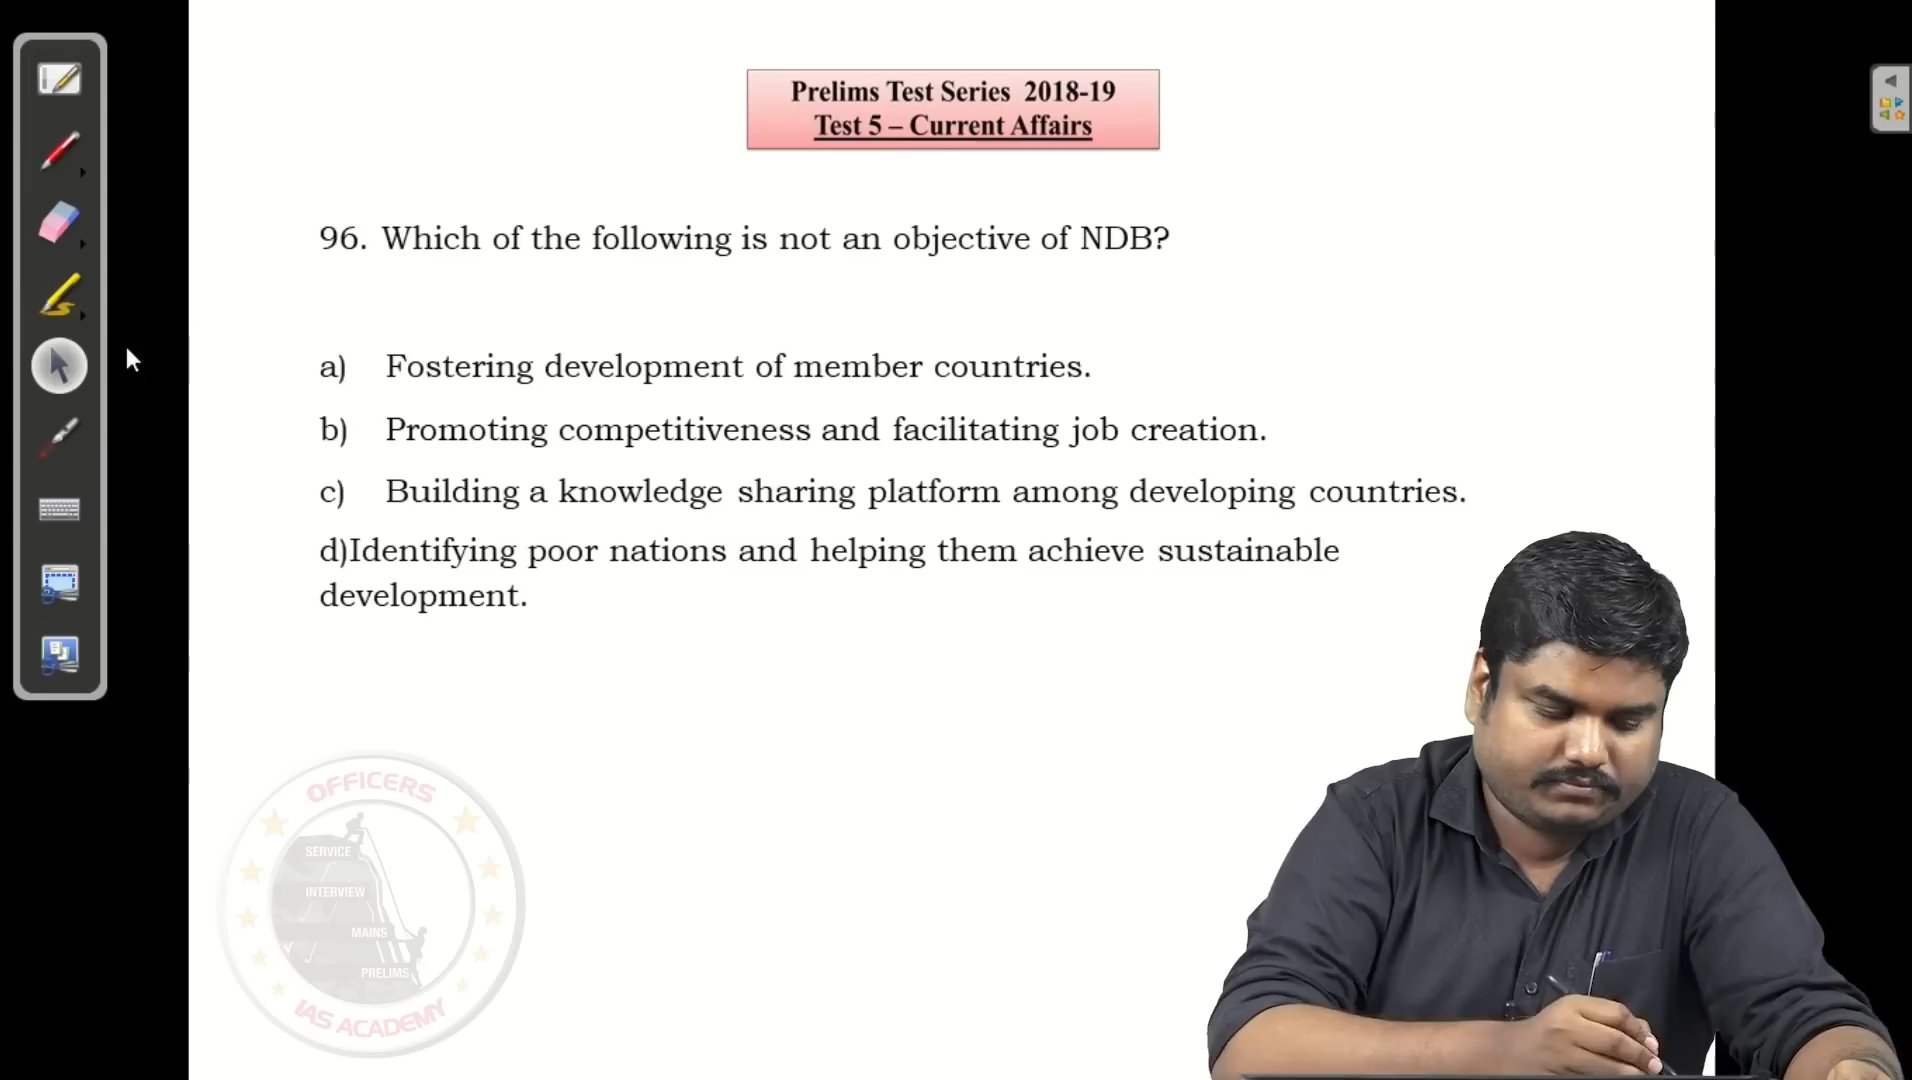 Prelims Test Series 2018-19
Test 5 – Current Affairs
96. Which of the following is not an objective of NDB?
a) Fostering development of member countries.
b) Promoting competitiveness and facilitating job creation.
c) Building a knowledge sharing platform among developing countries.
d)Identifying poor nations and helping them achieve sustainable
development.
OFFICERS
SERVICE
INTERVIEW
MAINS
PRELIMS
IAS ACADEMY